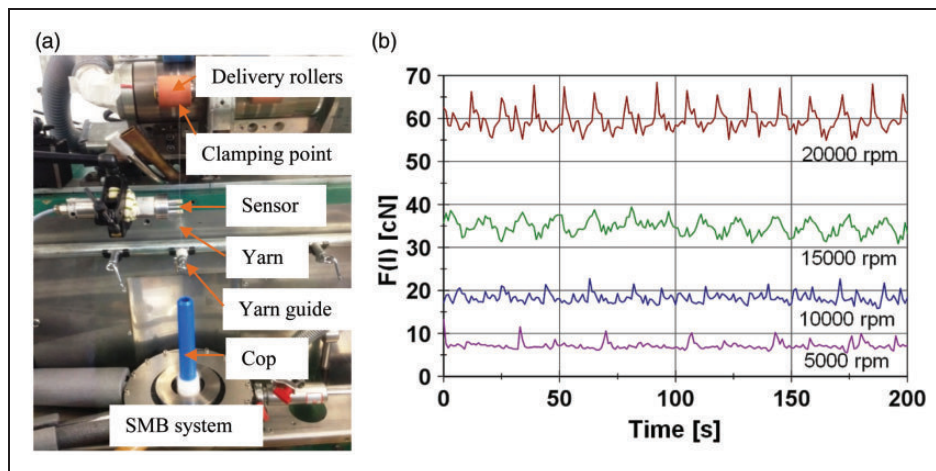 (a)
Delivery rollers
Clamping point
Sensor
Yarn
Yarn guide
Cop
SMB system
(b)
F(l) [cN]
70
60
50
40
30
20
10
0
20000 rpm
15000 rpm
10000 rpm
5000 rpm
0
50
100
150
200
Time [s]